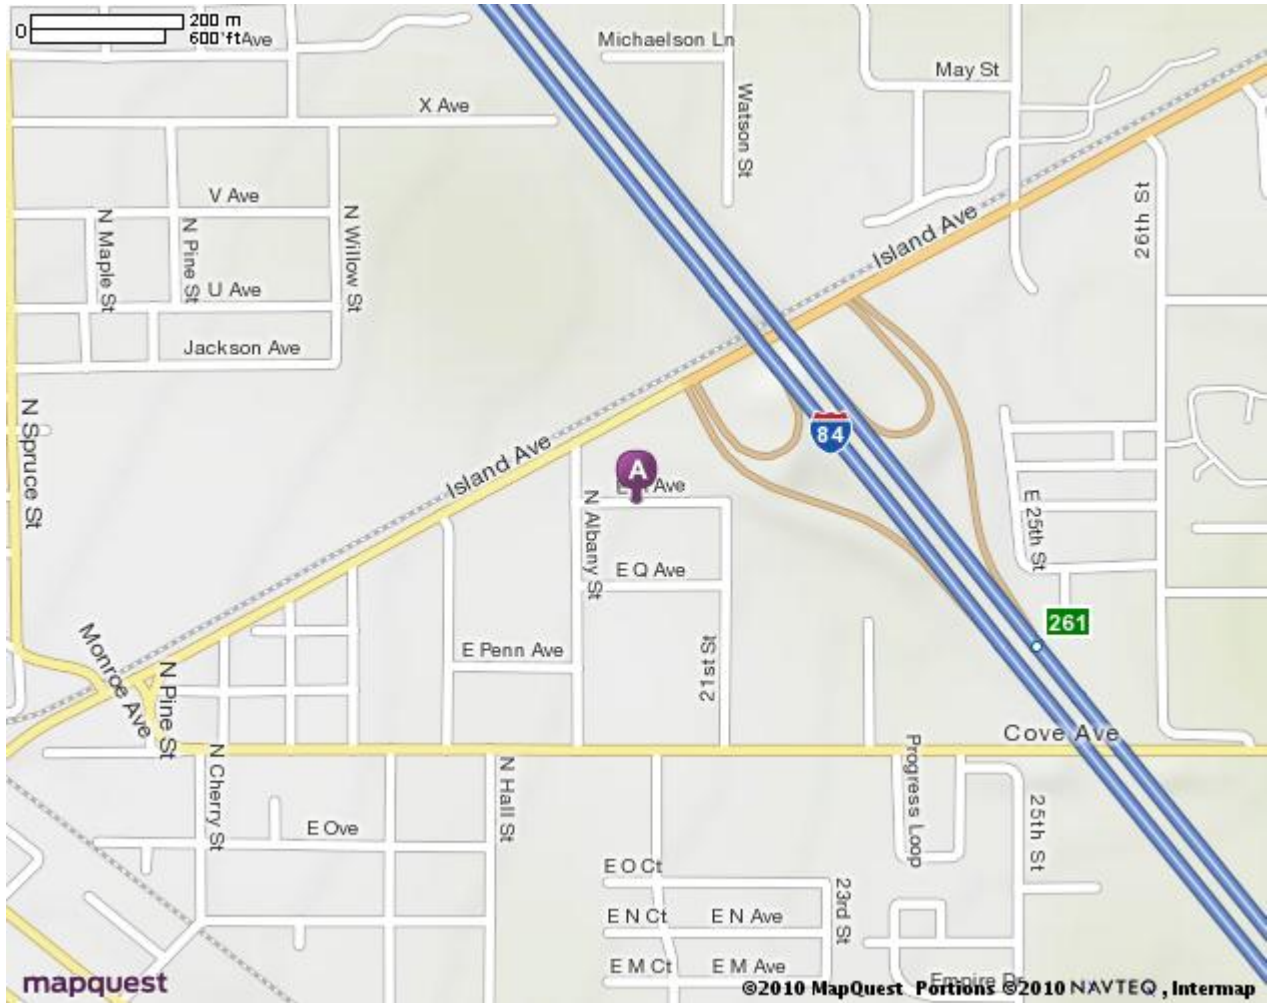 0
200 m
600 ft
Ave
Michaelson Ln
May St
X Ave
Watson St
V Ave
N Maple St
N Pine St
N Willow St
Island Ave
26th St
U Ave
Jackson Ave
84
N Spruce St
Island Ave
A
E
Ave
N Albany St
E 25th St
E Q Ave
261
Monroe Ave
N Pine St
E Penn Ave
21st St
Cove Ave
N Cherry St
N Hall St
Progress Loop
25th St
E Ove
E O Ct
23rd St
E N Ct
E N Ave
E M Ct
E M Ave
Empire Dr
mapquest
©2010 MapQuest Portions ©2010 NAVTEQ, Intermap